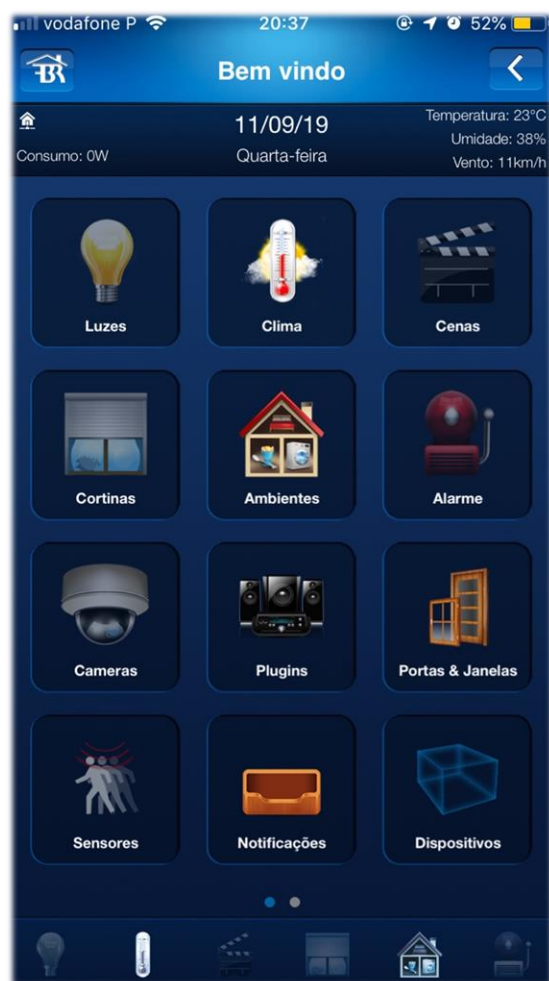 vodafone P 20:37 52%
BR
Bem vindo
11/09/19
Quarta-feira
Consumo: 0W
Temperatura: 23°C
Umidade: 38%
Vento: 11km/h
Luzes
Clima
Cenas
Cortinas
Ambientes
Alarme
Cameras
Plugins
Portas & Janelas
Sensores
Notificações
Dispositivos